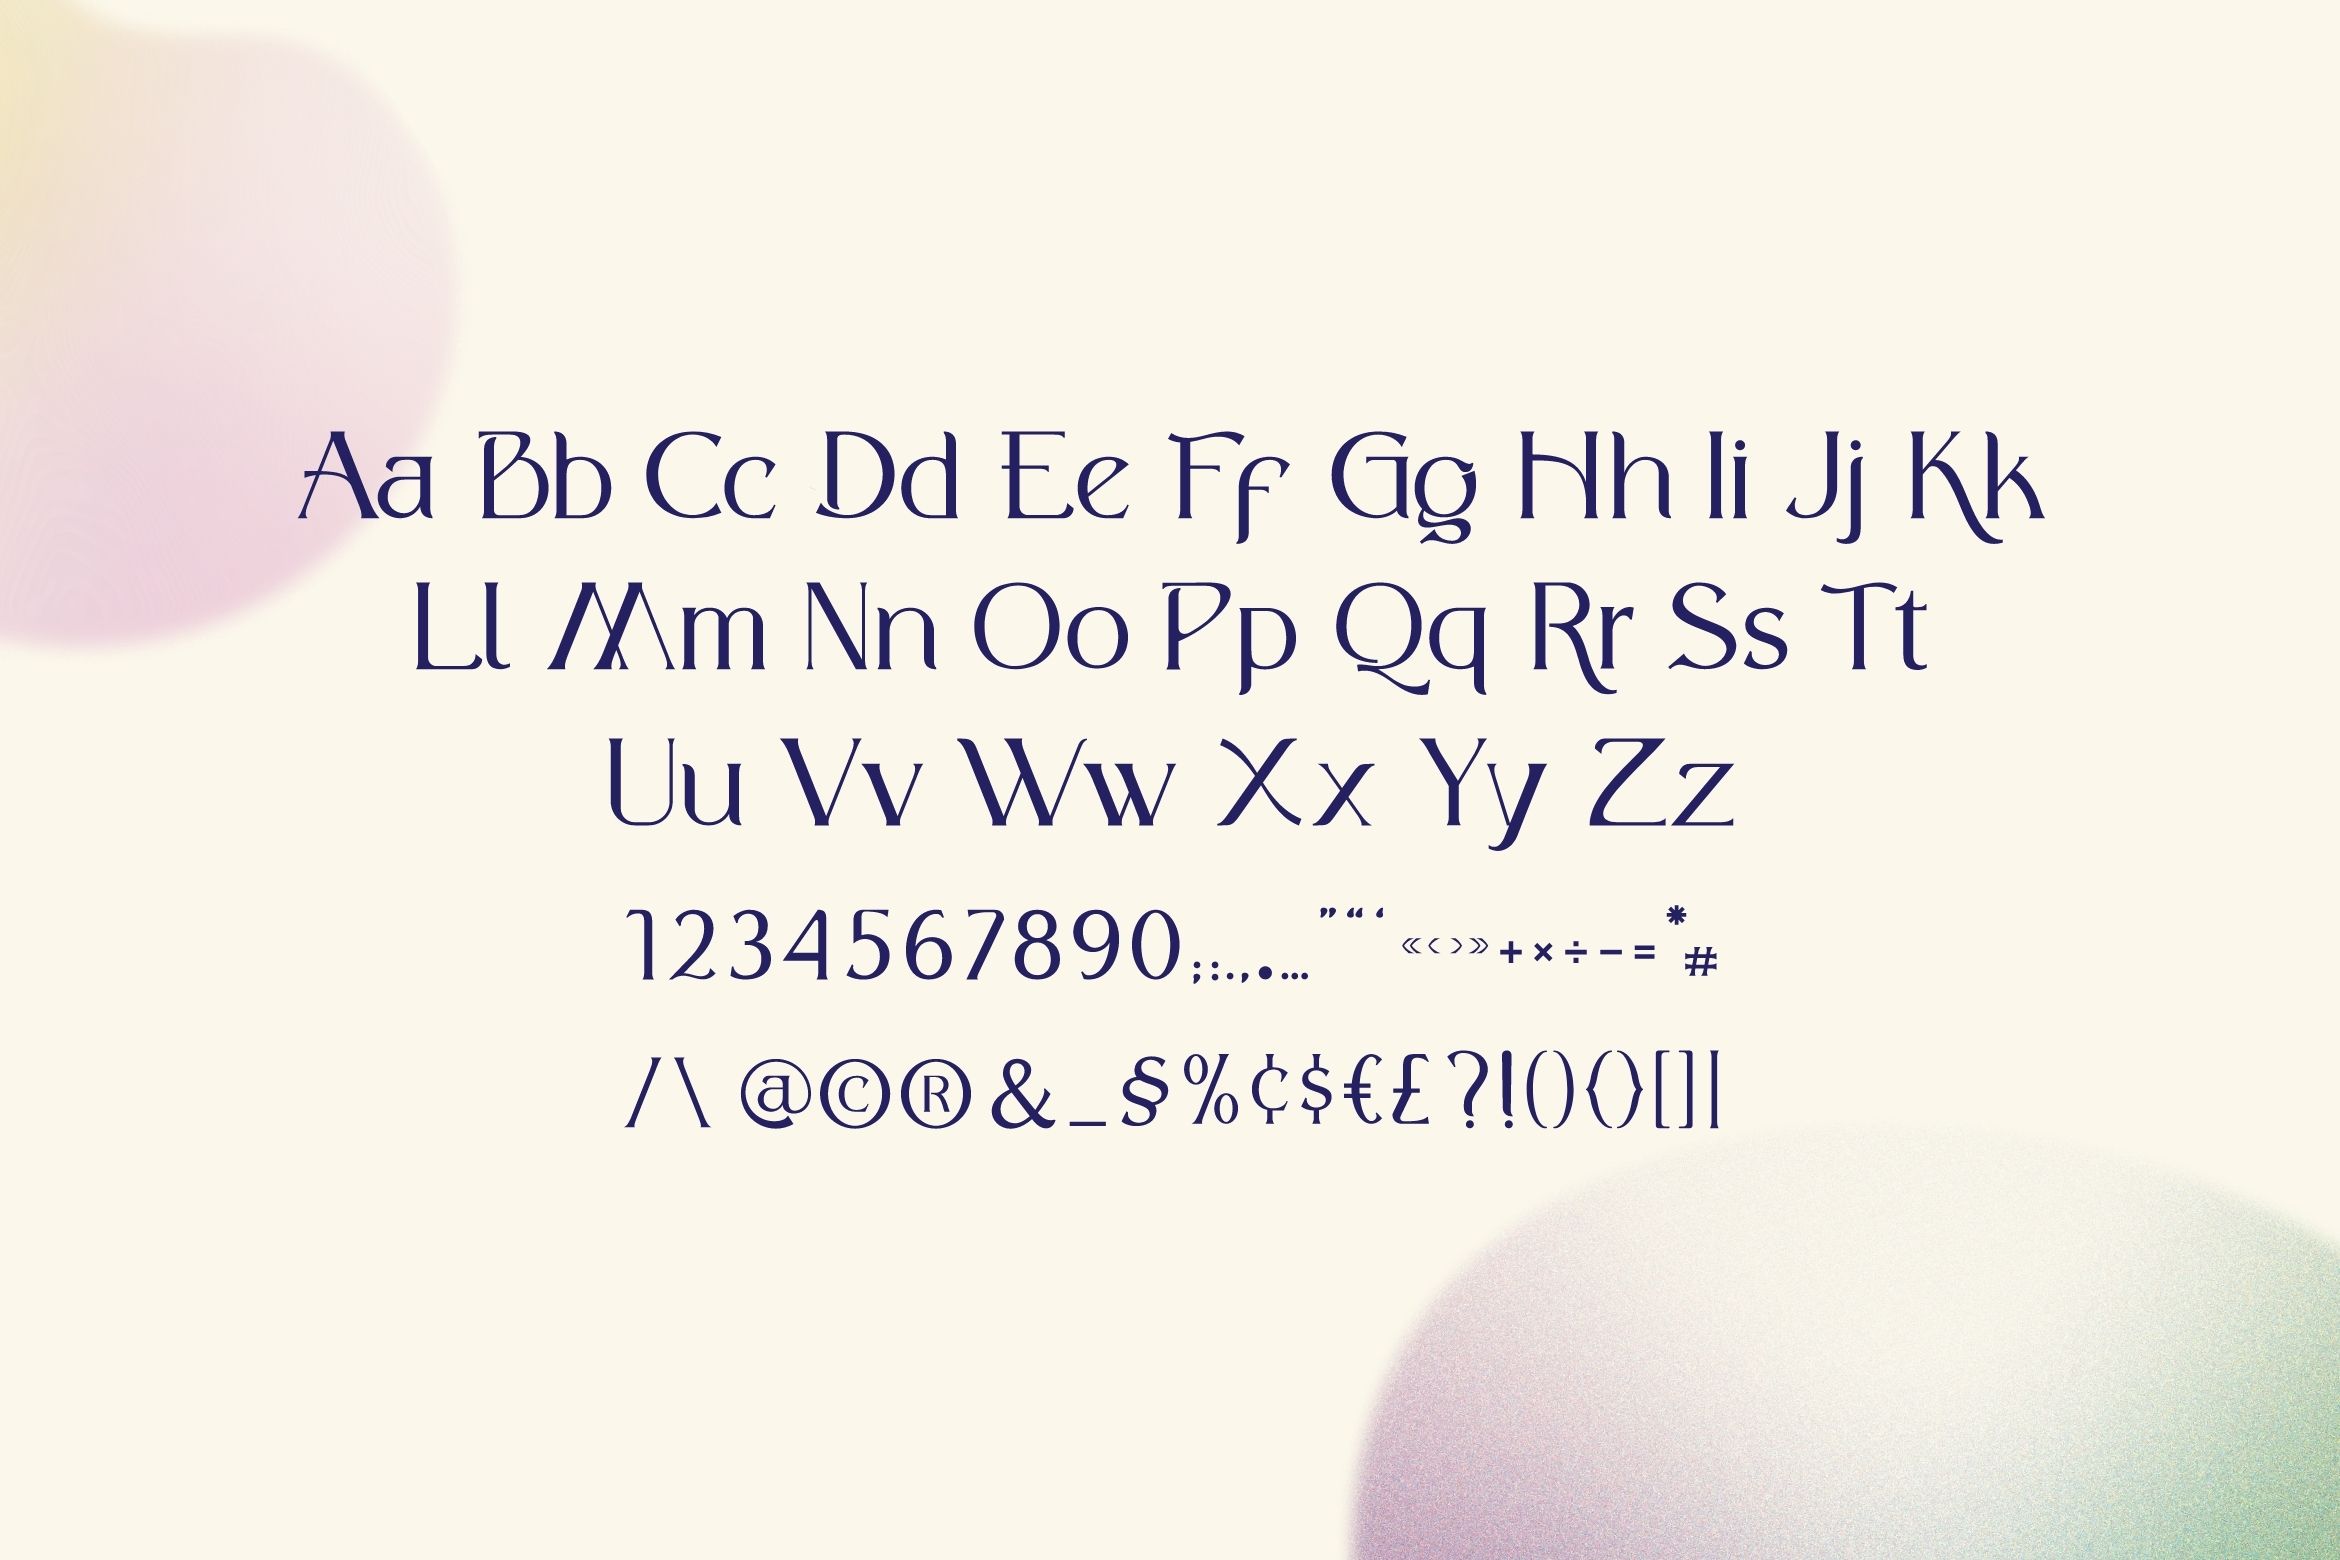 Aa Bb Cc Dd Ee Ff Gg Hh Ii Jj Kk
Ll Mm Nn Oo Pp Qq Rr Ss Tt
Uu Vv Ww Xx Yy Zz
1234567890;:.,•…”“‘«‹›»+×÷−=*#
/\ @©®&_§%¢$€£?!(){}[]|